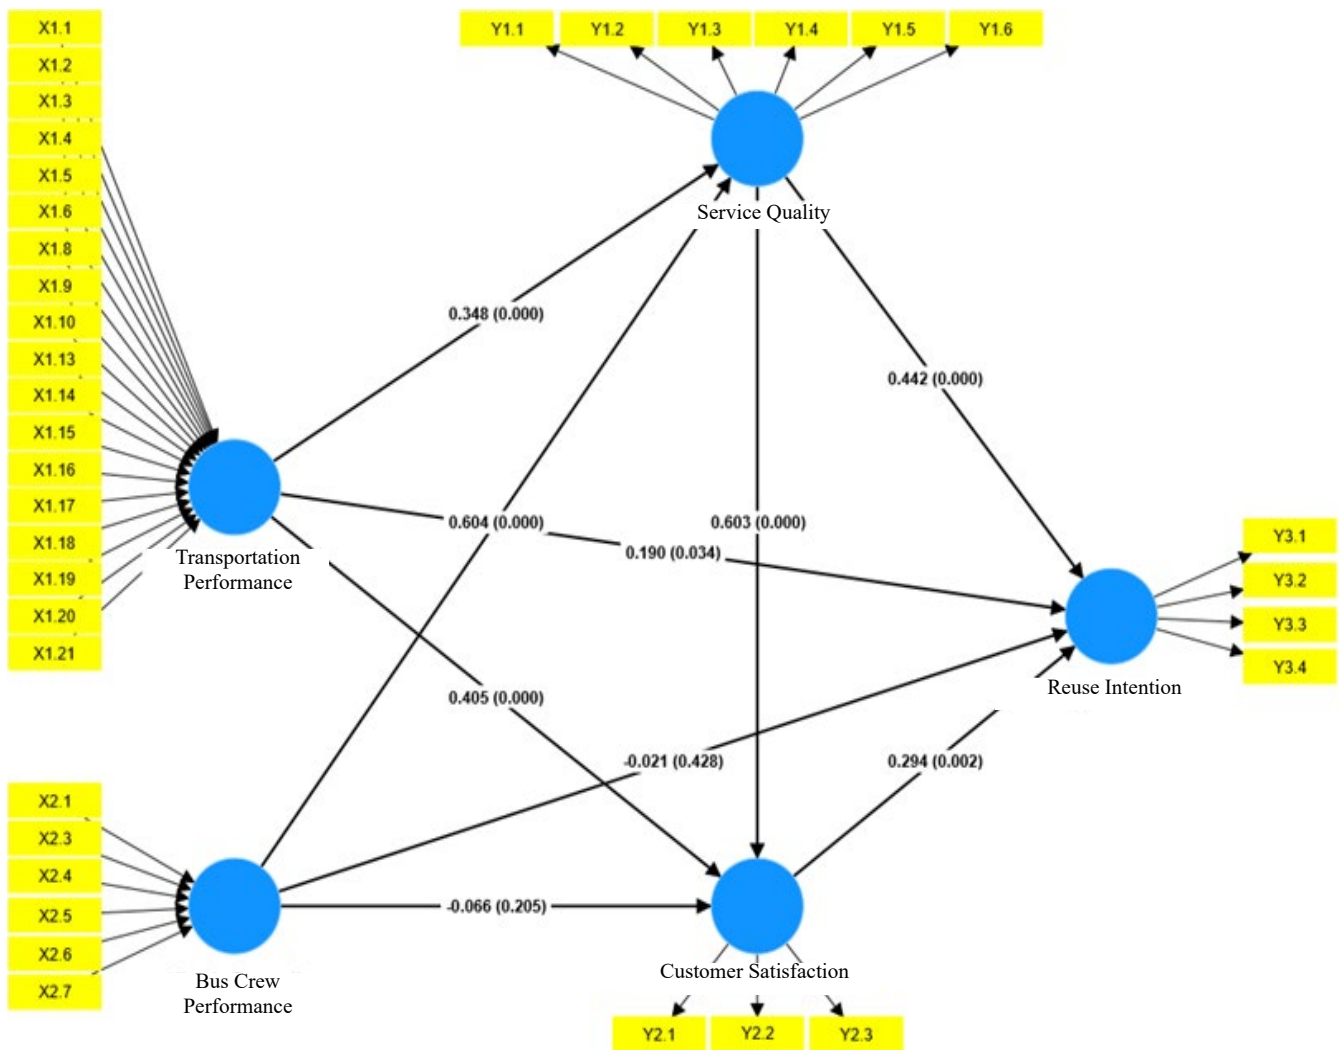 X1.1
X1.2
X1.3
X1.4
X1.5
X1.6
X1.8
X1.9
X1.10
X1.13
X1.14
X1.15
X1.16
X1.17
X1.18
X1.19
X1.20
X1.21
Y1.1 Y1.2 Y1.3 Y1.4 Y1.5 Y1.6
Service Quality
0.348 (0.000)
0.442 (0.000)
0.604 (0.000)
0.603 (0.000)
0.190 (0.034)
Transportation
Performance
Y3.1
Y3.2
Y3.3
Y3.4
Reuse Intention
0.405 (0.000)
-0.021 (0.428)
0.294 (0.002)
X2.1
X2.3
X2.4
X2.5
X2.6
X2.7
-0.066 (0.205)
Bus Crew
Performance
Customer Satisfaction
Y2.1 Y2.2 Y2.3